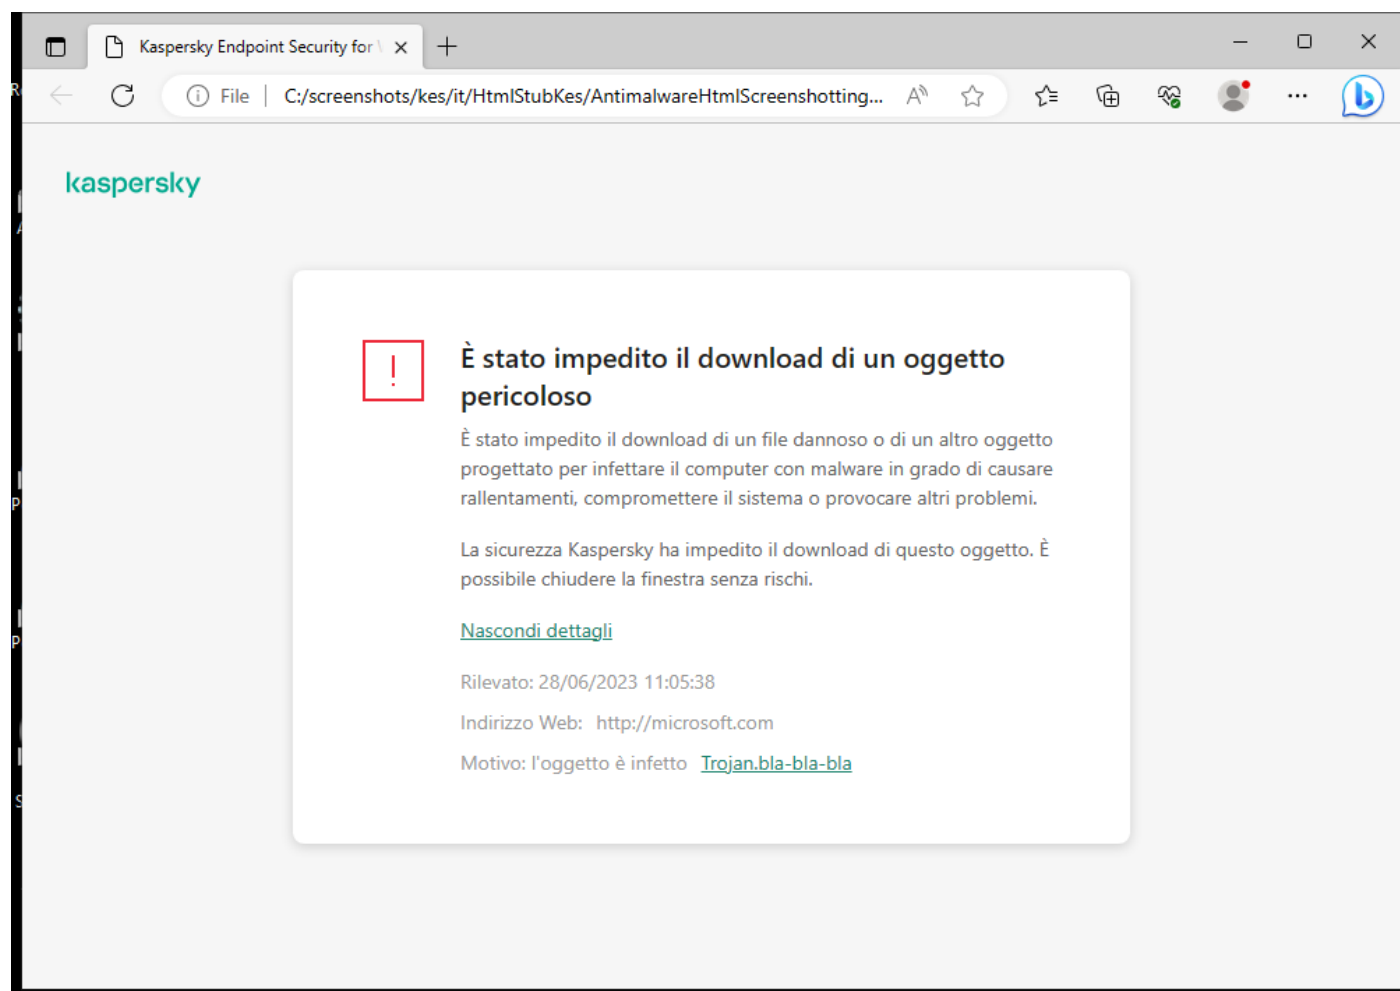 Kaspersky Endpoint Security for
File
C:/screenshots/kes/it/HtmlStubKes/AntimalwareHtmlScreenshotting...
kaspersky
!
È stato impedito il download di un oggetto
pericoloso
È stato impedito il download di un file dannoso o di un altro oggetto
progettato per infettare il computer con malware in grado di causare
rallentamenti, compromettere il sistema o provocare altri problemi.
La sicurezza Kaspersky ha impedito il download di questo oggetto. È
possibile chiudere la finestra senza rischi.
Nascondi dettagli
Rilevato: 28/06/2023 11:05:38
Indirizzo Web: http://microsoft.com
Motivo: l'oggetto è infetto Trojan.bla-bla-bla